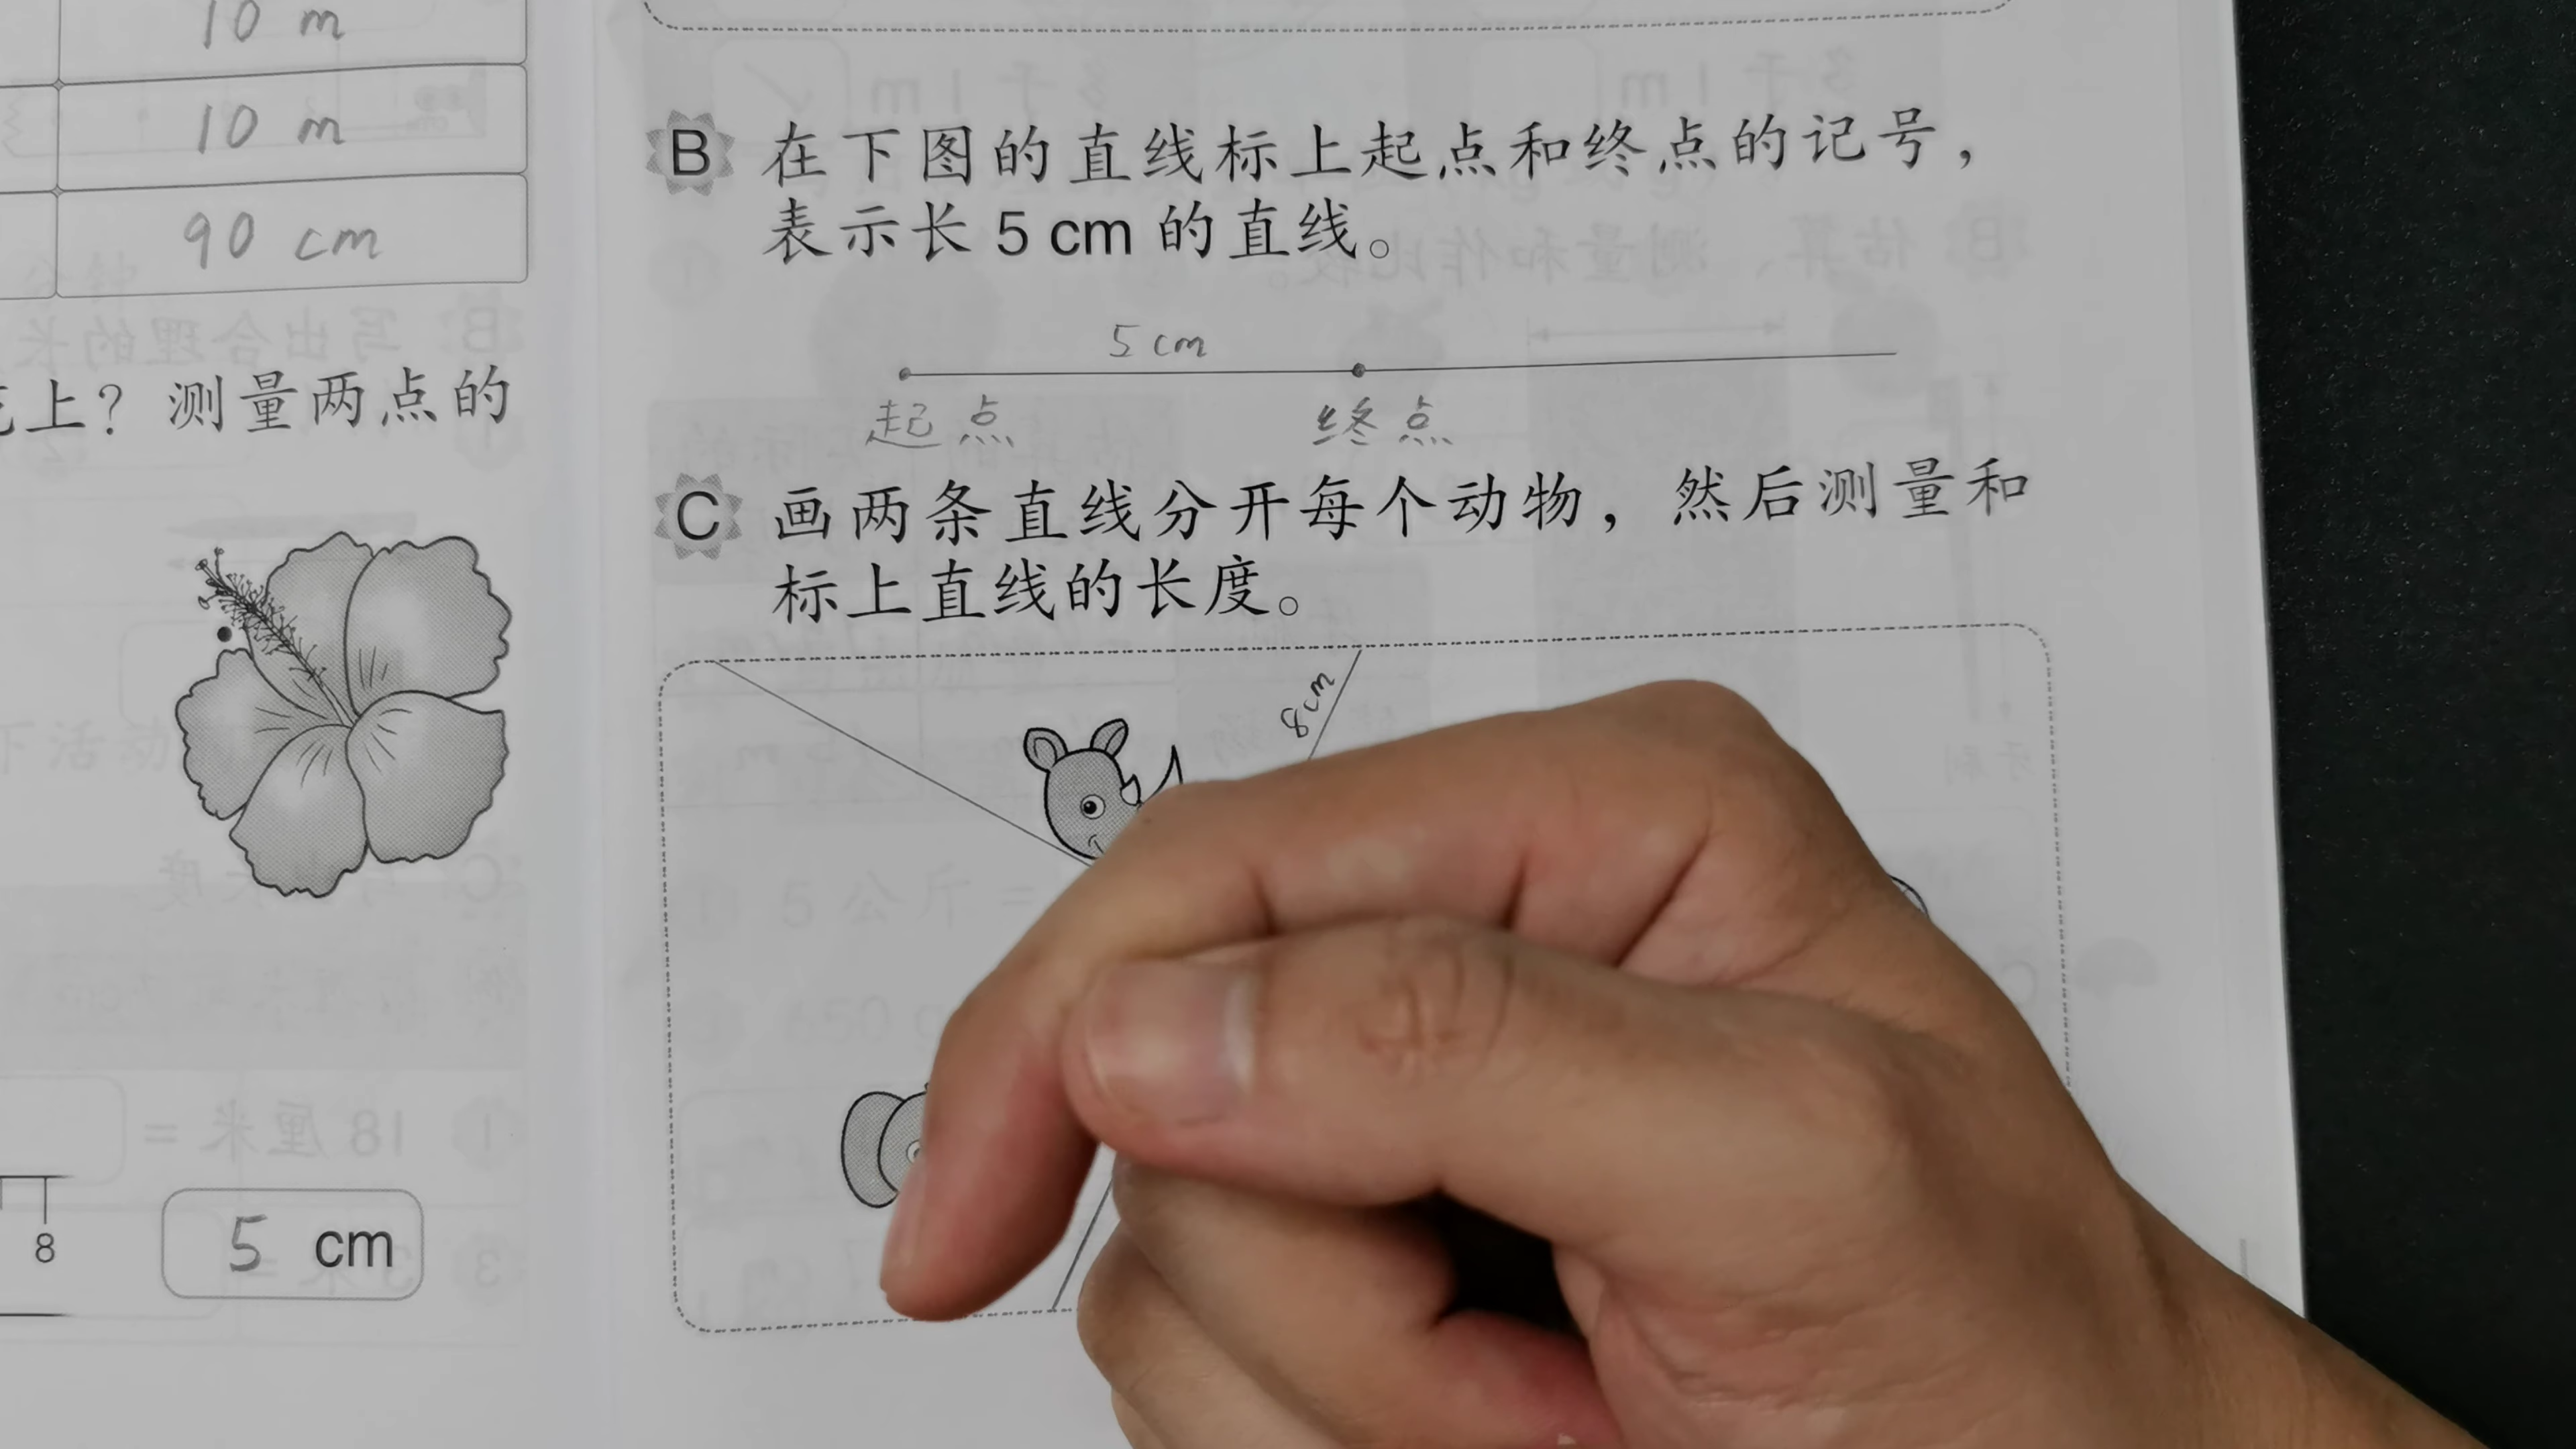 10 m
10 m
90 cm
上？测量两点的
8
5 cm
B 在下图的直线标上起点和终点的记号，
表示长 5 cm 的直线。
5 cm
起点 终点
C 画两条直线分开每个动物，然后测量和
标上直线的长度。
8cm